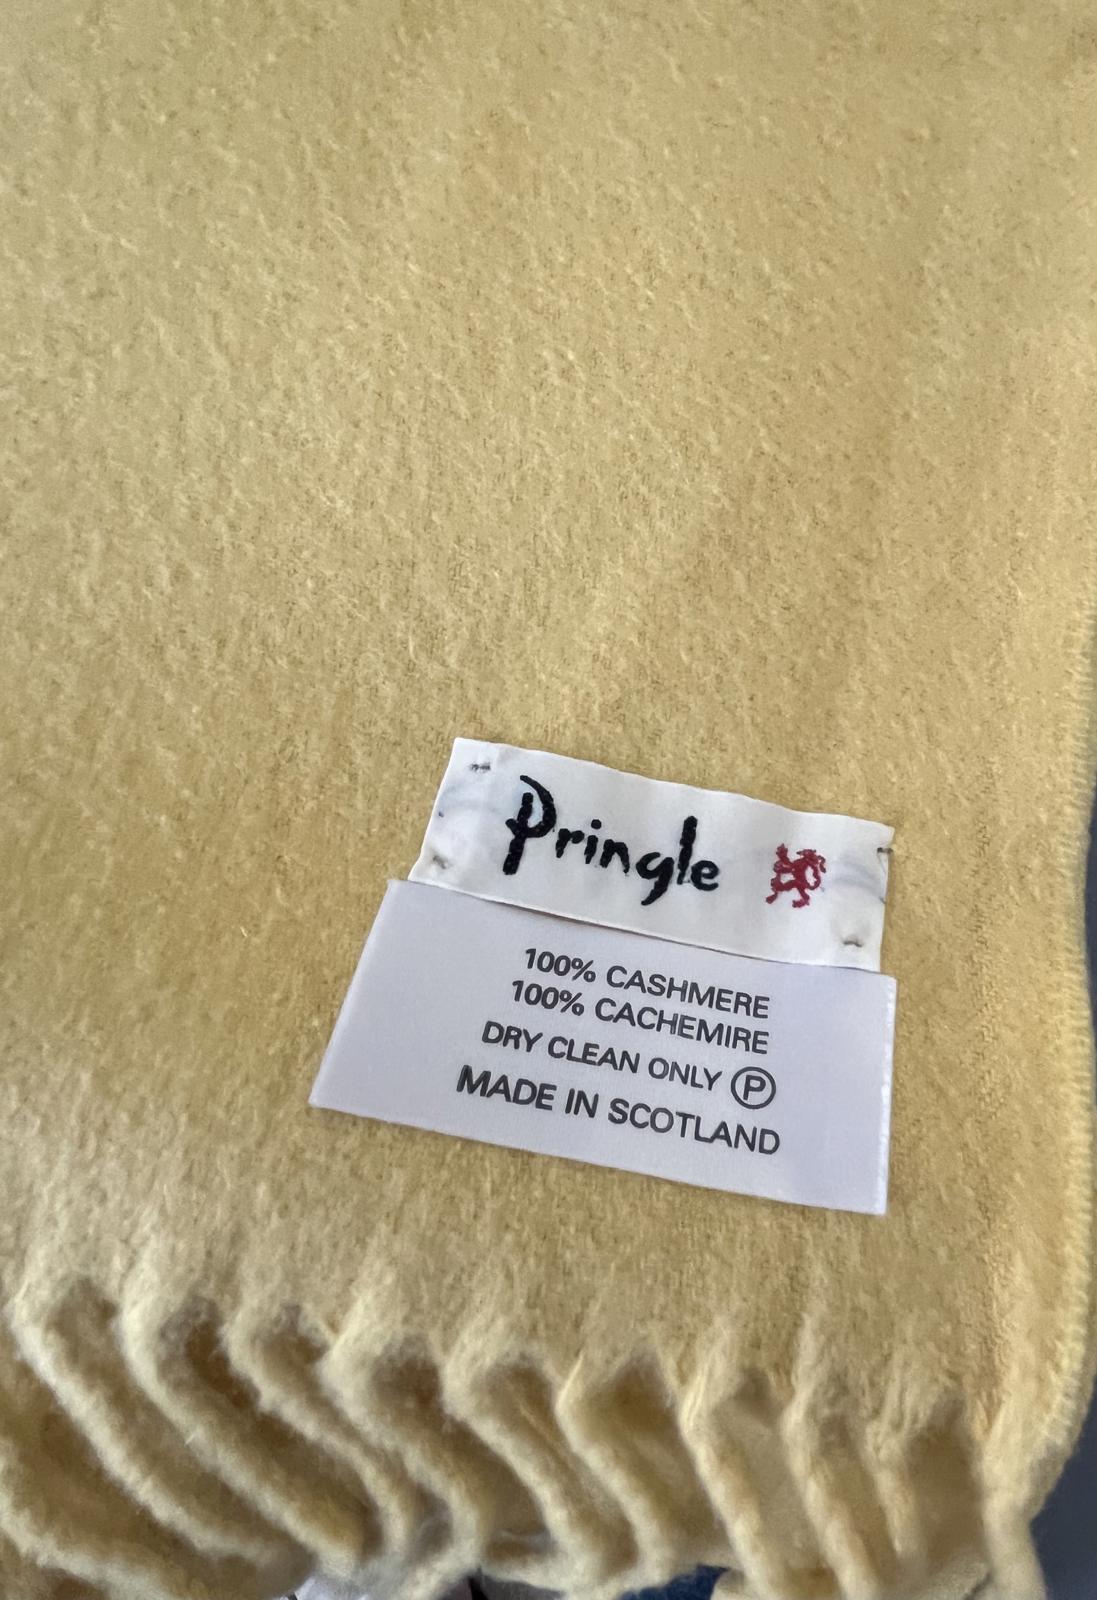 Pringle
100% CASHMERE
100% CACHEMIRE
DRY CLEAN ONLY Ⓟ
MADE IN SCOTLAND